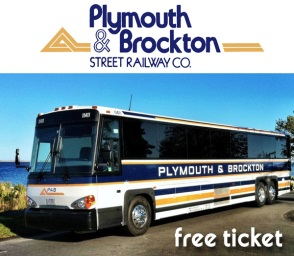 Plymouth
& Brockton
STREET RAILWAY CO.
PLYMOUTH & BROCKTON
free ticket